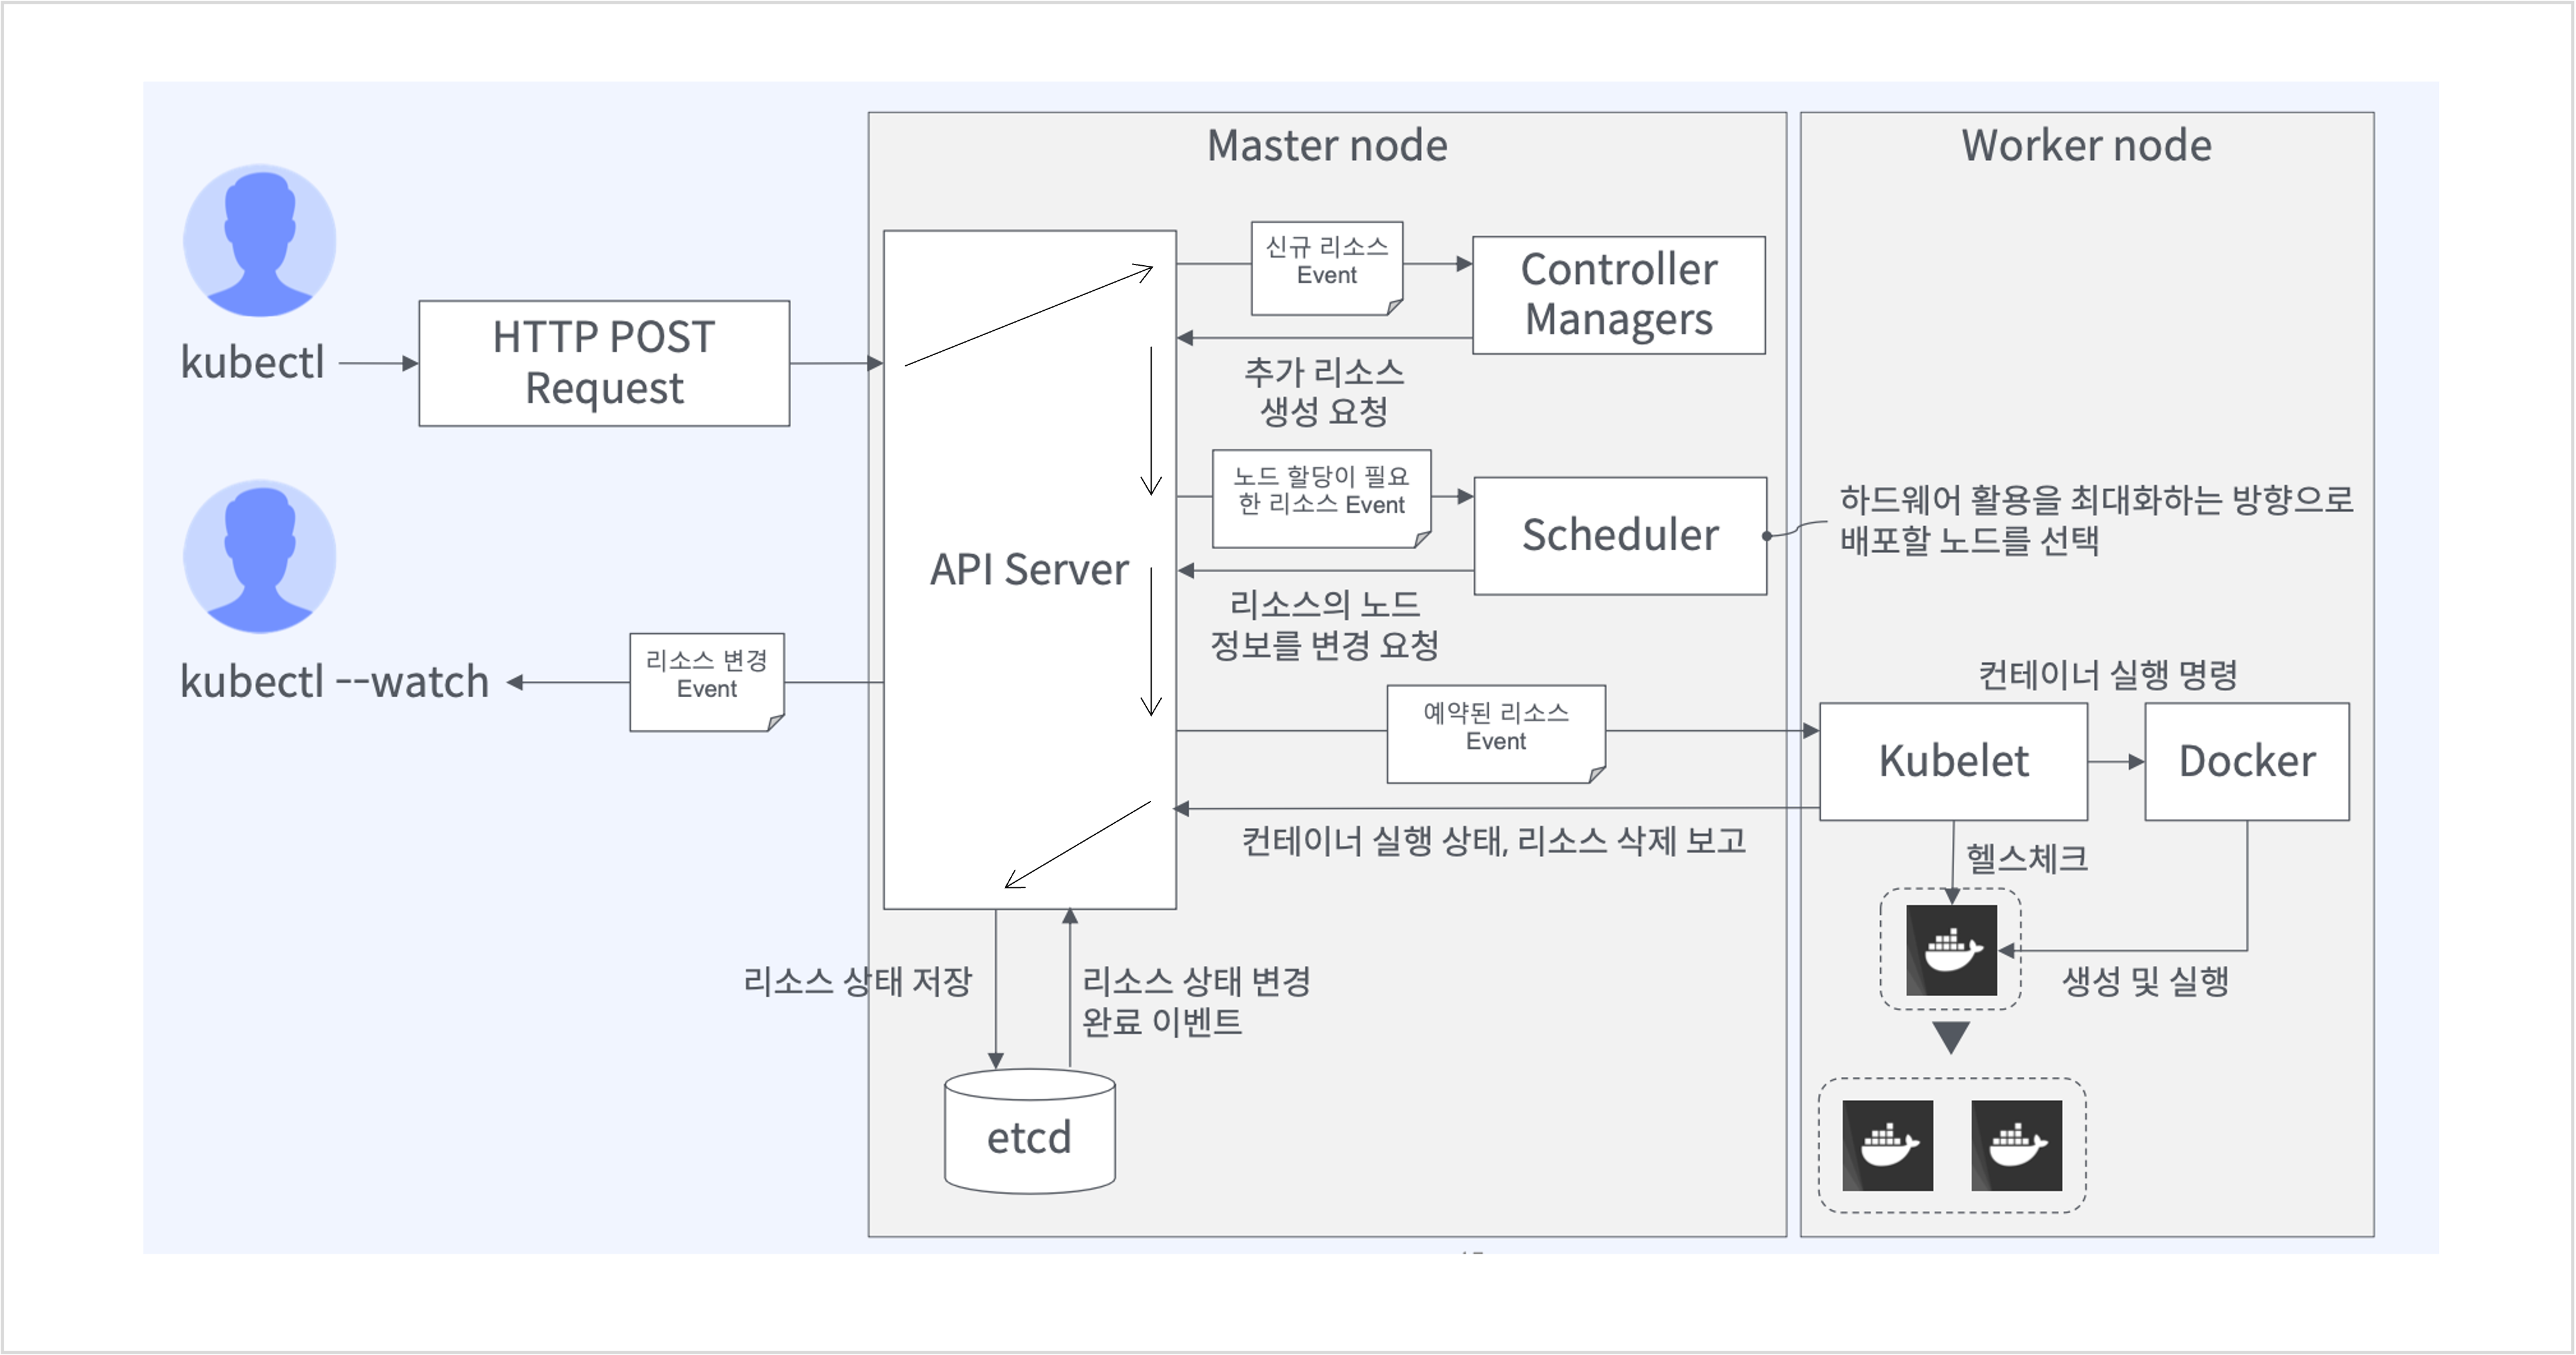 Master node
Worker node
신규 리소스
Event
Controller
Managers
HTTP POST
Request
kubectl
추가 리소스
생성 요청
노드 할당이 필요
한 리소스 Event
Scheduler
하드웨어 활용을 최대화하는 방향으로
배포할 노드를 선택
API Server
리소스의 노드
정보를 변경 요청
kubectl --watch
리소스 변경
Event
예약된 리소스
Event
컨테이너 실행 명령
Kubelet
Docker
컨테이너 실행 상태, 리소스 삭제 보고
헬스체크
리소스 상태 저장
리소스 상태 변경
완료 이벤트
생성 및 실행
etcd